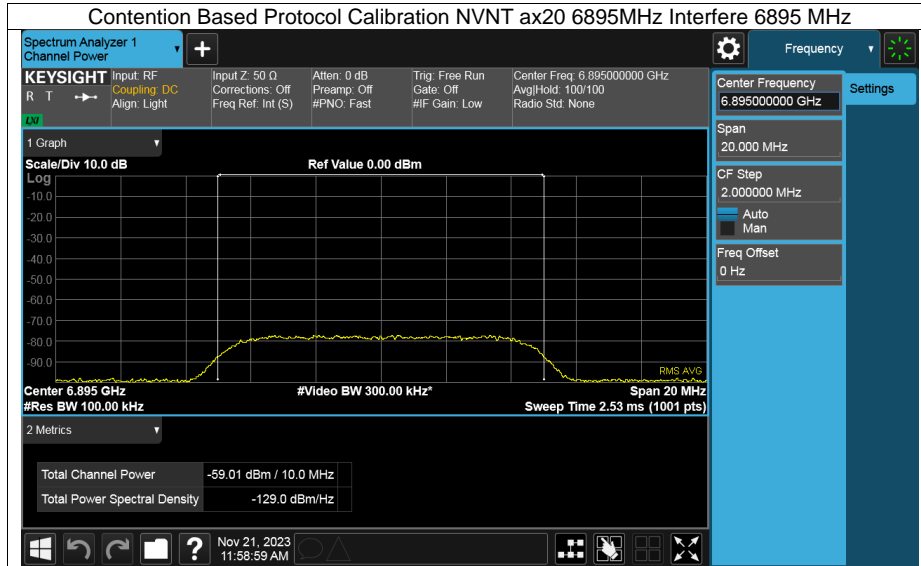 Contention Based Protocol Calibration NVNT ax20 6895MHz Interfere 6895 MHz
Spectrum Analyzer 1
Channel Power
+
Frequency
KEYSIGHT
R T
LXI
Input: RF
Coupling: DC
Align: Light
Input Z: 50 Ω
Corrections: Off
Freq Ref: Int (S)
Atten: 0 dB
Preamp: Off
#PNO: Fast
Trig: Free Run
Gate: Off
#IF Gain: Low
Center Freq: 6.895000000 GHz
Avg|Hold: 100/100
Radio Std: None
Center Frequency
6.895000000 GHz
Settings
Span
20.000 MHz
CF Step
2.000000 MHz
Auto
Man
Freq Offset
0 Hz
1 Graph
Scale/Div 10.0 dB
Ref Value 0.00 dBm
Log
-10.0
-20.0
-30.0
-40.0
-50.0
-60.0
-70.0
-80.0
-90.0
RMS AVG
Center 6.895 GHz
#Video BW 300.00 kHz*
Span 20 MHz
#Res BW 100.00 kHz
Sweep Time 2.53 ms (1001 pts)
2 Metrics
Total Channel Power -59.01 dBm / 10.0 MHz
Total Power Spectral Density -129.0 dBm/Hz
?
Nov 21, 2023
11:58:59 AM